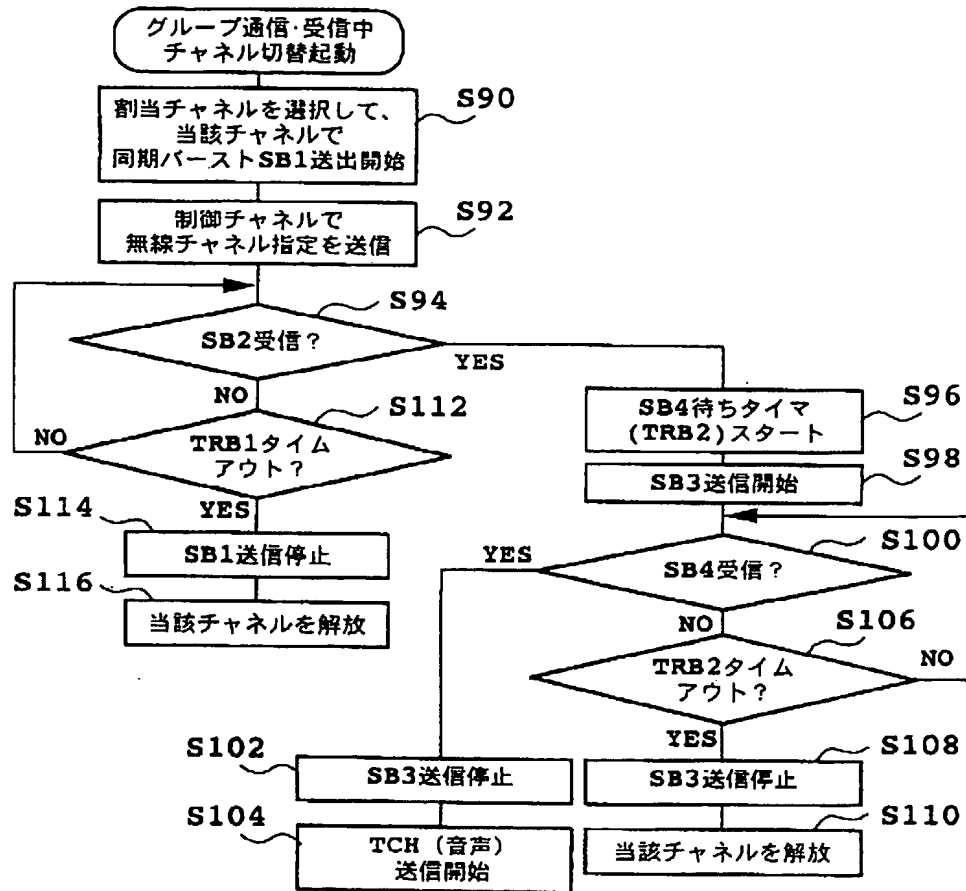 グループ通信・受信中
チャネル切替起動
S90
割当チャネルを選択して、
当該チャネルで
同期バーストSB1送出開始
S92
制御チャネルで
無線チャネル指定を送信
S94
SB2受信？
YES
NO
S112
NO
TRB1タイム
アウト？
YES
S114
SB1送信停止
S116
当該チャネルを解放
S96
SB4待ちタイマ
(TRB2)スタート
S98
SB3送信開始
S100
YES
SB4受信？
NO
S106
NO
TRB2タイム
アウト？
YES
S102
SB3送信停止
S104
TCH（音声）
送信開始
S108
SB3送信停止
S110
当該チャネルを解放